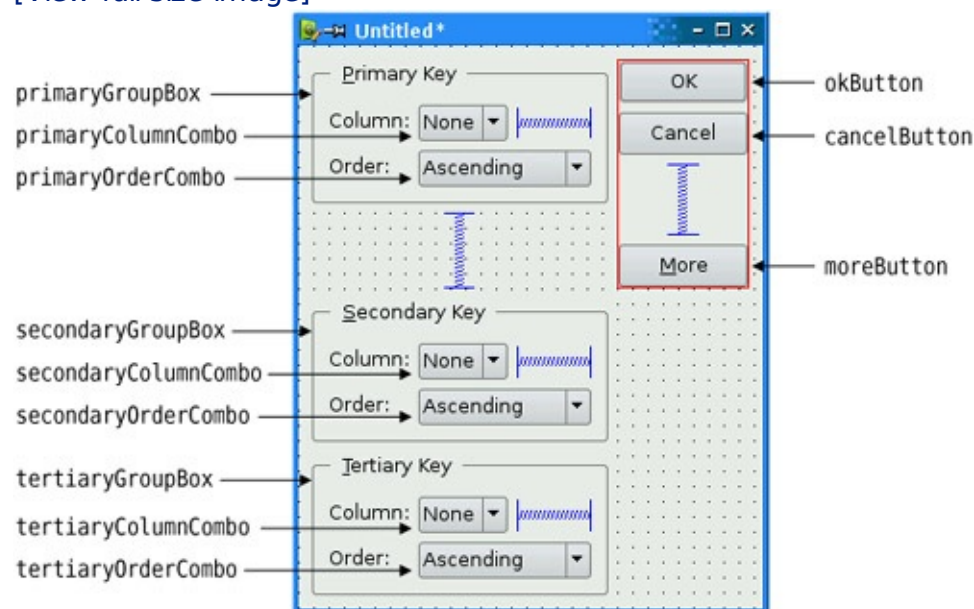 [View full size image]
Untitled*
Primary Key
OK
okButton
primaryGroupBox
Column: None
Cancel
primaryColumnCombo
cancelButton
Order: Ascending
primaryOrderCombo
More
moreButton
Secondary Key
secondaryGroupBox
Column: None
secondaryColumnCombo
Order: Ascending
secondaryOrderCombo
Tertiary Key
tertiaryGroupBox
Column: None
tertiaryColumnCombo
Order: Ascending
tertiaryOrderCombo